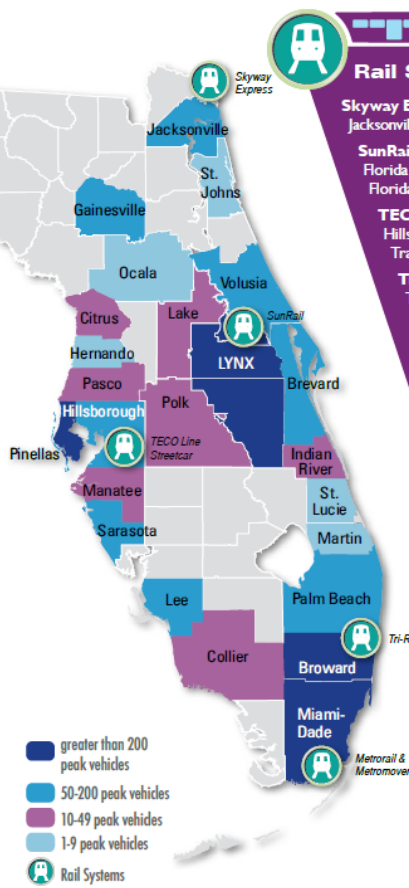 Skyway
Express
Rail S
Skyway E
Jacksonvil
SunRai
Florida
Florida
TEC
Hills
Tra
T
Jacksonville
St.
Johns
Gainesville
Ocala
Volusia
Citrus
Lake
SunRail
Hernando
LYNX
Pasco
Brevard
Polk
Hillsborough
Pinellas
TECO Line
Streetcar
Indian
River
Manatee
St.
Lucie
Sarasota
Martin
Lee
Palm Beach
Tri-R
Collier
Broward
Miami-
Dade
Metrorail &
Metromover
greater than 200
peak vehicles
50-200 peak vehicles
10-49 peak vehicles
1-9 peak vehicles
Rail Systems